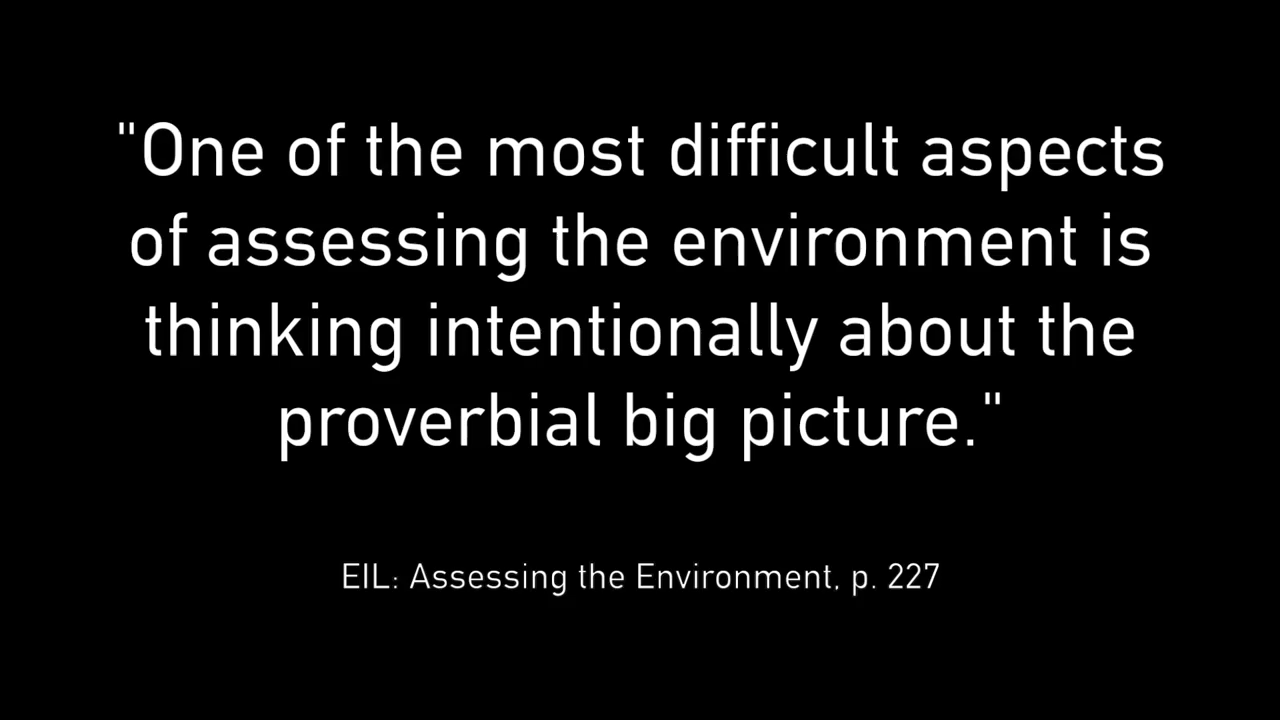 "One of the most difficult aspects
of assessing the environment is
thinking intentionally about the
proverbial big picture."
EIL: Assessing the Environment, p. 227